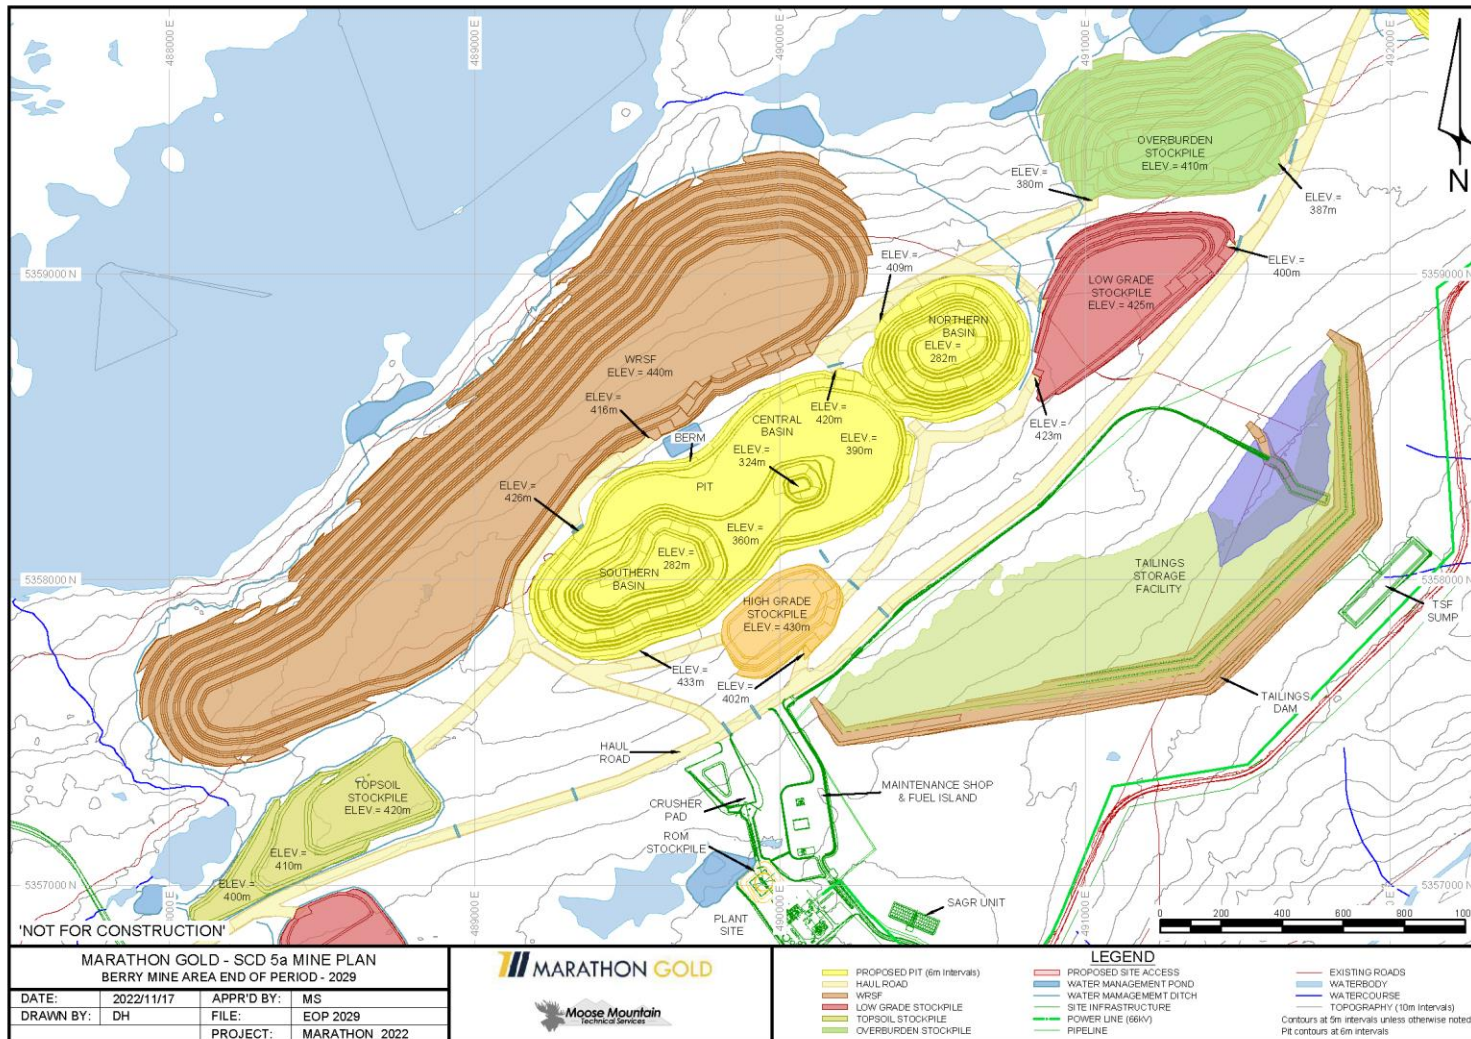 488000 E
489000 E
490000 E
491000 E
492000 E
N
OVERBURDEN
STOCKPILE
ELEV.= 410m
ELEV.=
380m
ELEV.=
387m
5359000 N
5359000 N
ELEV.=
409m
ELEV.=
400m
LOW GRADE
STOCKPILE
ELEV.= 425m
NORTHERN
BASIN
ELEV =
282m
WRSF
ELEV.= 440m
ELEV.=
416m
ELEV.=
420m
CENTRAL
BASIN
ELEV.=
423m
BERM
ELEV.=
390m
ELEV.=
324m
PIT
ELEV.=
426m
ELEV.=
360m
ELEV.=
282m
SOUTHERN
BASIN
TAILINGS
STORAGE
FACILITY
5358000 N
5358000 N
HIGH GRADE
STOCKPILE
ELEV.= 430m
TSF
SUMP
ELEV.=
433m
ELEV.=
402m
TAILINGS
DAM
HAUL
ROAD
TOPSOIL
STOCKPILE
ELEV.= 420m
MAINTENANCE SHOP
& FUEL ISLAND
CRUSHER
PAD
ROM
STOCKPILE
ELEV.=
410m
ELEV.=
400m
5357000 N
5357000 N
SAGR UNIT
PLANT
SITE
489000 E
490000 E
491000 E
0 200 400 600 800 100
'NOT FOR CONSTRUCTION'
MARATHON GOLD - SCD 5a MINE PLAN
BERRY MINE AREA END OF PERIOD - 2029
DATE: 2022/11/17 APPR'D BY: MS
DRAWN BY: DH FILE: EOP 2029
PROJECT: MARATHON 2022
MARATHON GOLD
Moose Mountain
Technical Services
LEGEND
PROPOSED PIT (6m Intervals)
HAUL ROAD
WRSF
LOW GRADE STOCKPILE
TOPSOIL STOCKPILE
OVERBURDEN STOCKPILE
PROPOSED SITE ACCESS
WATER MANAGEMENT POND
WATER MAMAGEMEMT DITCH
SITE INFRASTRUCTURE
POWER LINE (66kV)
PIPELINE
EXISTING ROADS
WATERBODY
WATERCOURSE
TOPOGRAPHY (10m Intervals)
Contours at 5m intervals unless otherwise noted
Pit contours at 6m intervals